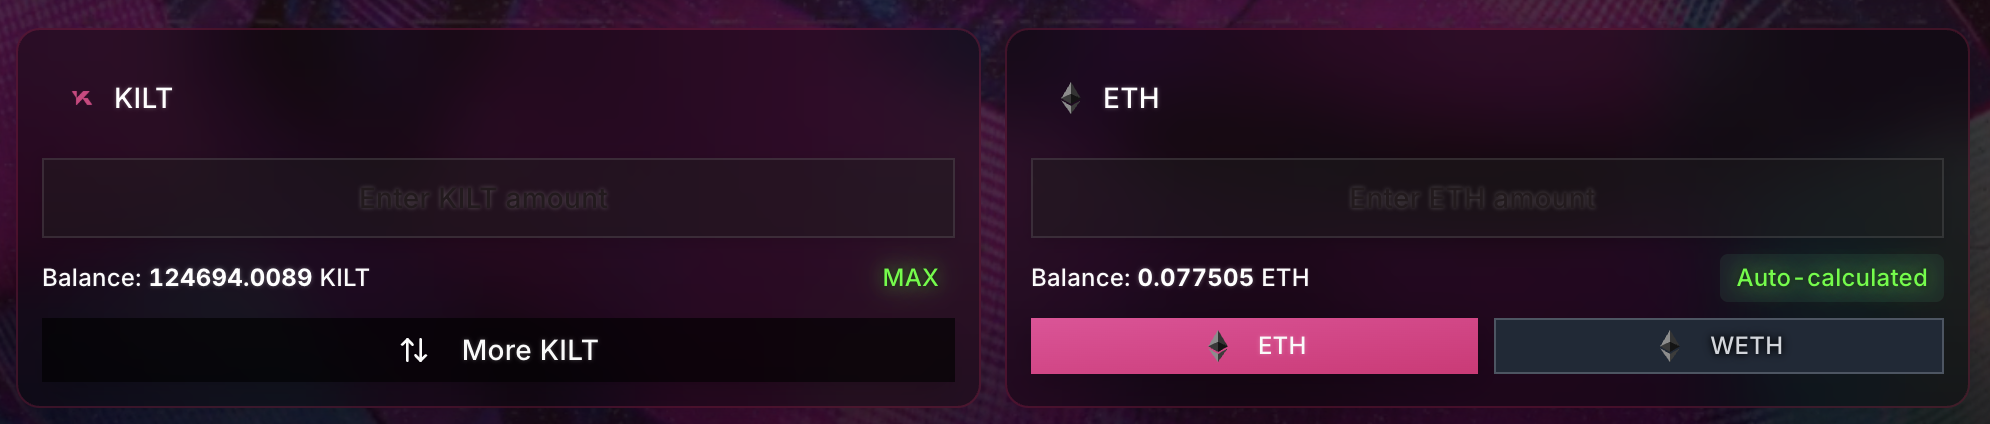 KILT
Enter KILT amount
Balance: 124694.0089 KILT
MAX
More KILT
ETH
Enter ETH amount
Balance: 0.077505 ETH
Auto-calculated
ETH
WETH